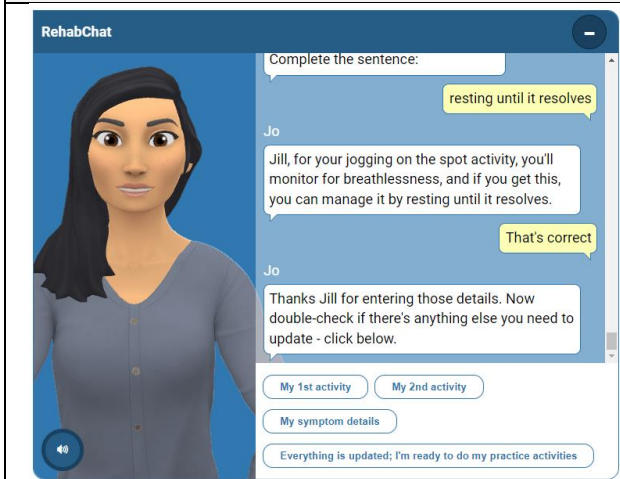 RehabChat
Complete the sentence:
resting until it resolves
Jo
Jill, for your jogging on the spot activity, you'll
monitor for breathlessness, and if you get this,
you can manage it by resting until it resolves.
That's correct
Jo
Thanks Jill for entering those details. Now
double-check if there's anything else you need to
update - click below.
My 1st activity
My 2nd activity
My symptom details
Everything is updated; I'm ready to do my practice activities